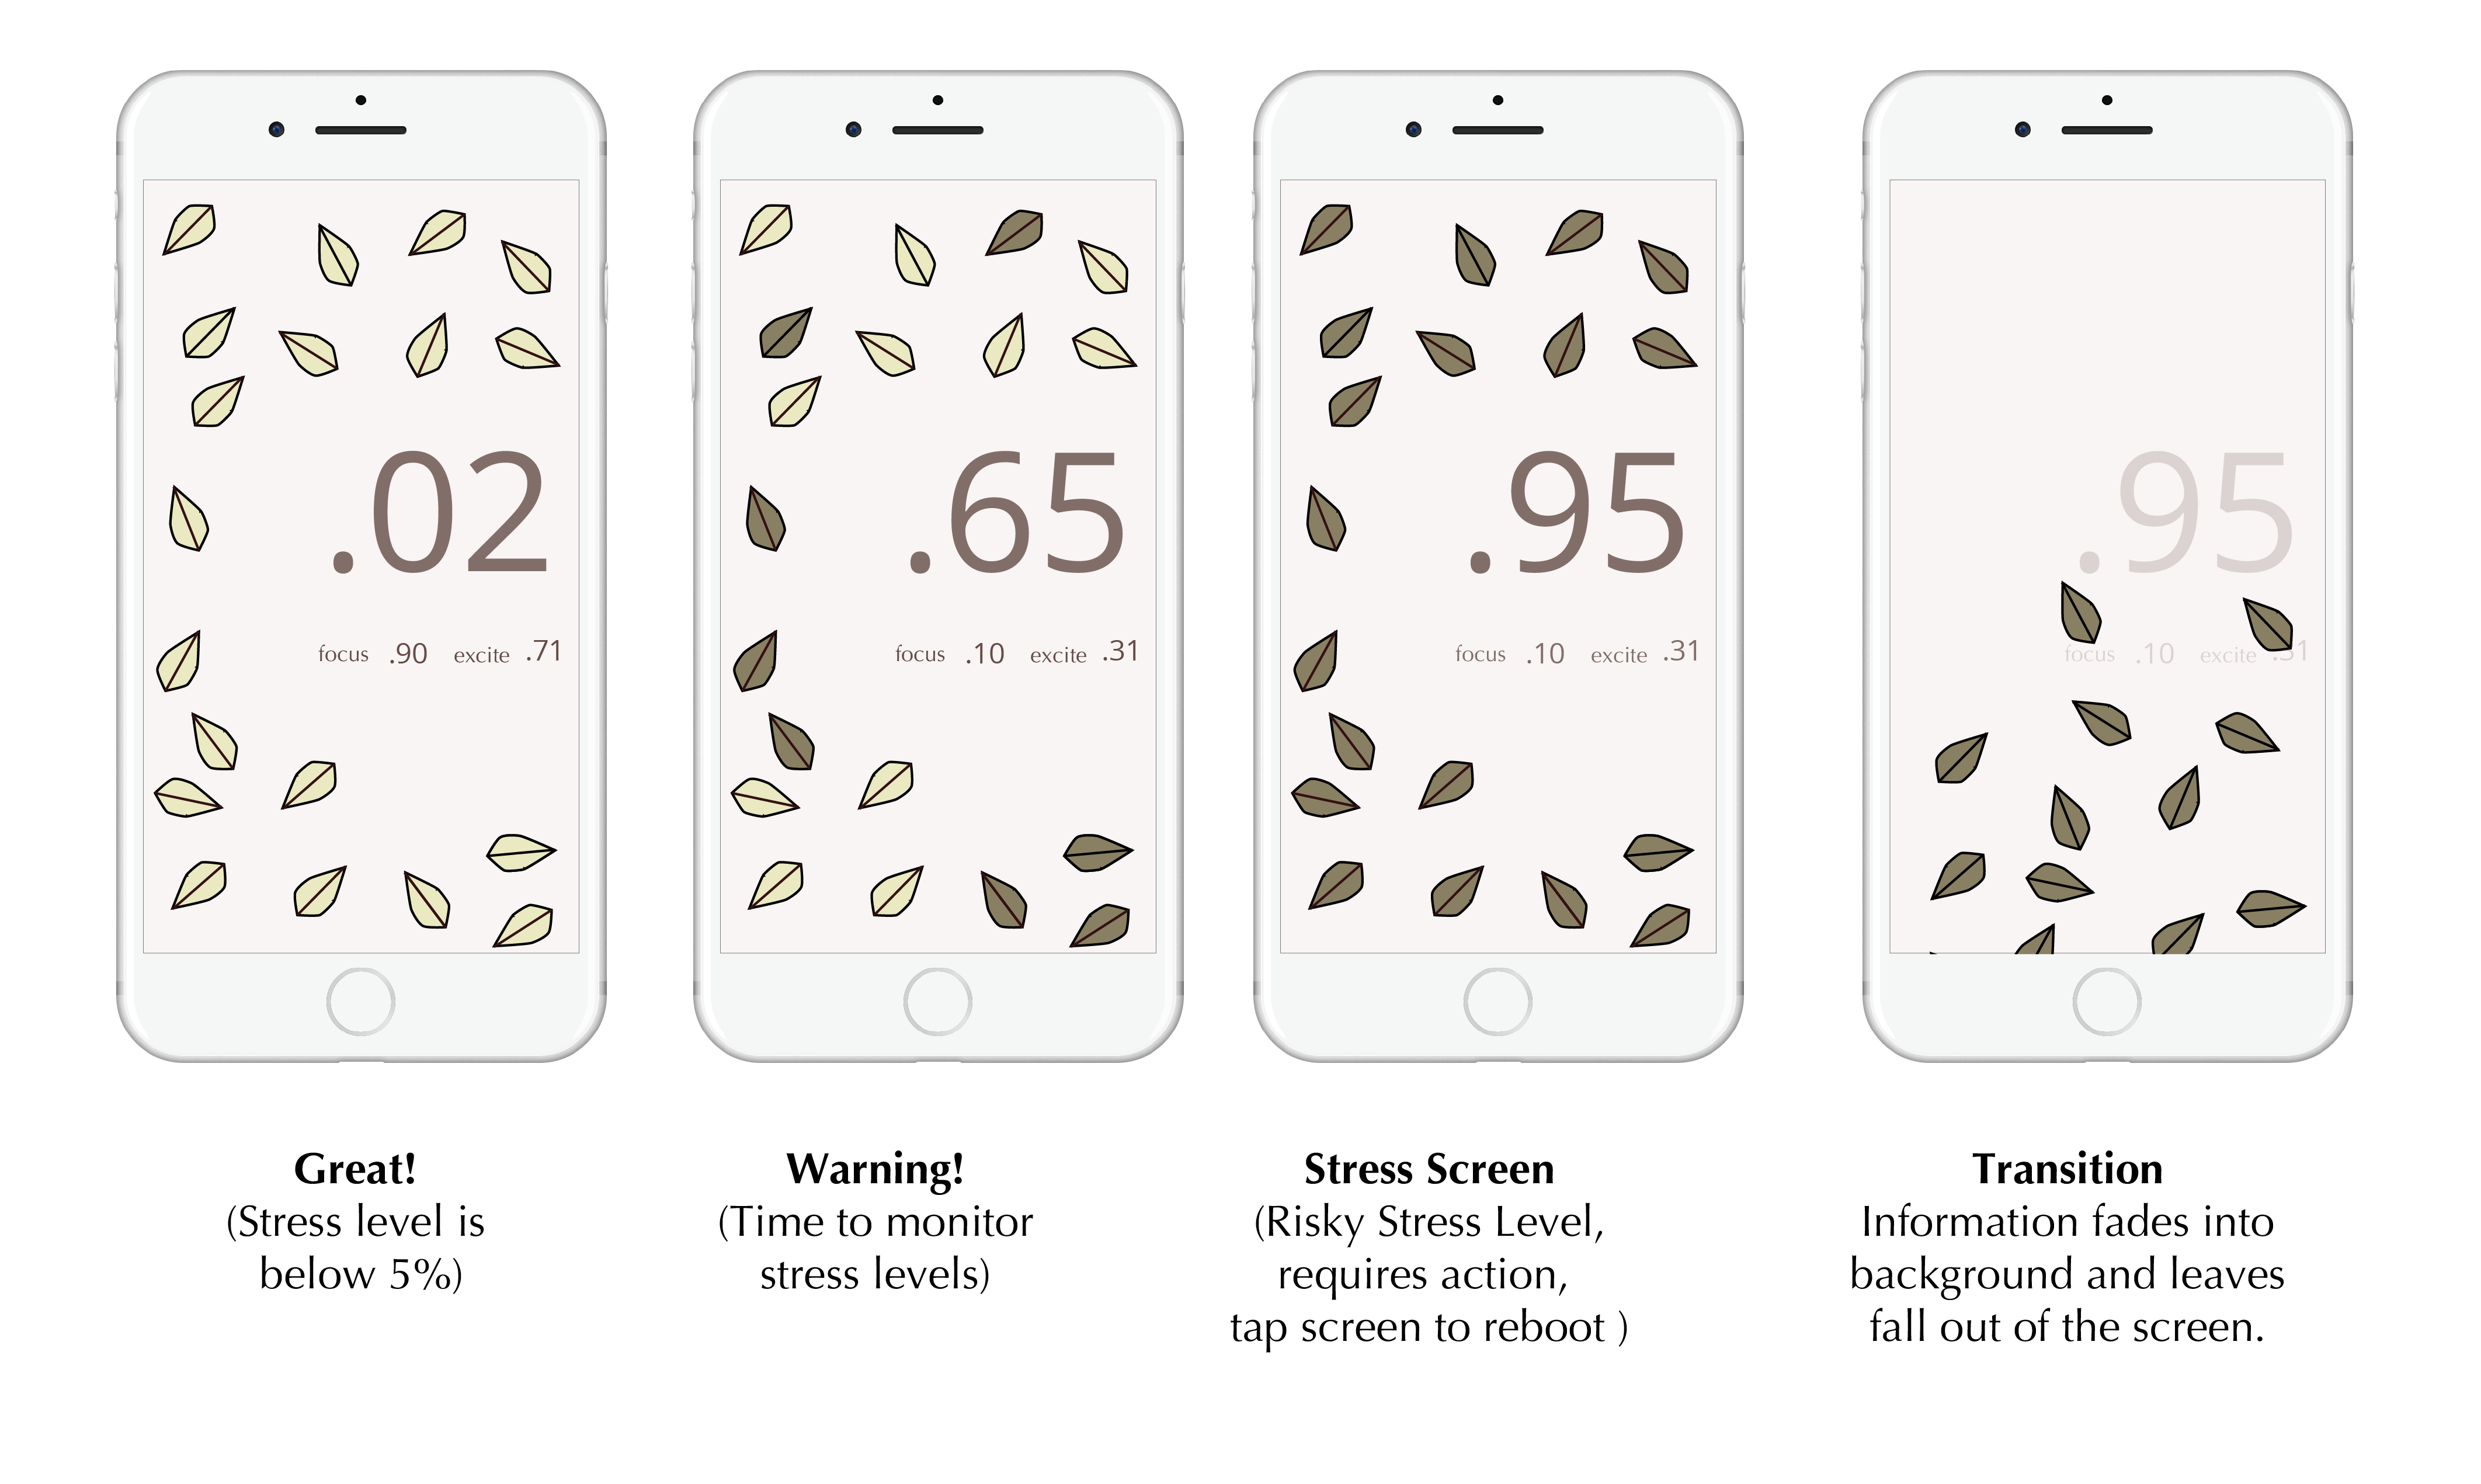 .02
focus .90 excite .71
.65
focus .10 excite .31
.95
focus .10 excite .31
.95
focus .10 excite .31
Great!
(Stress level is
below 5%)
Warning!
(Time to monitor
stress levels)
Stress Screen
(Risky Stress Level,
requires action,
tap screen to reboot )
Transition
Information fades into
background and leaves
fall out of the screen.